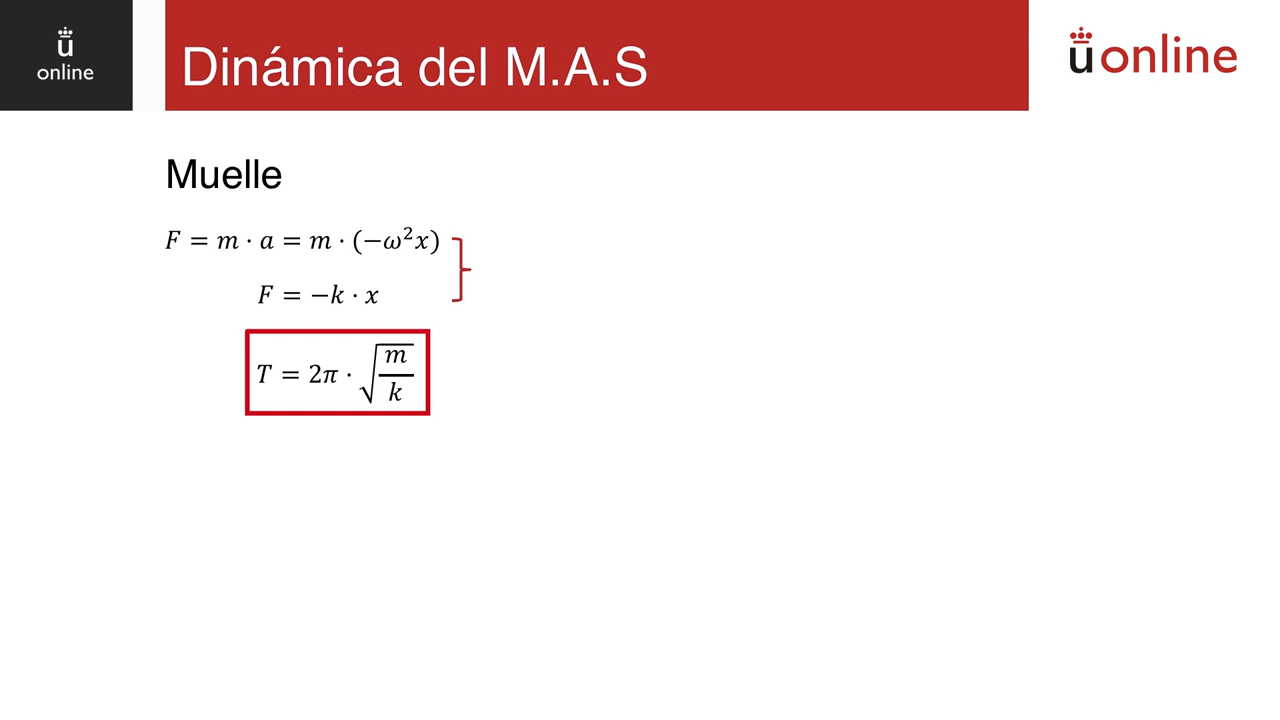 ü
online
Dinámica del M.A.S
ü online
Muelle
F = m · a = m · (−ω²x)
F = −k · x
T = 2π · √(m/k)